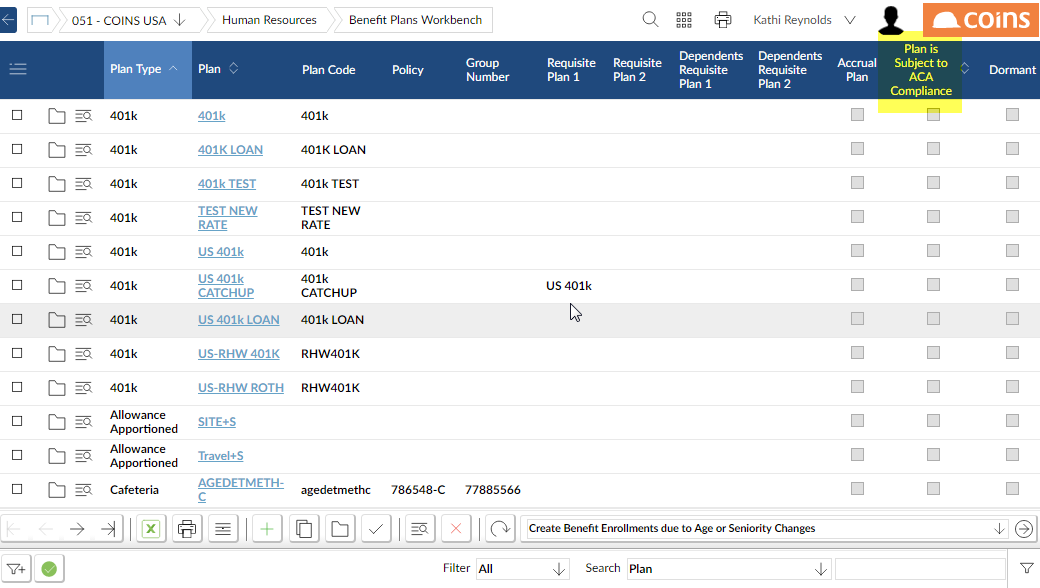 051 - COINS USA
Human Resources
Benefit Plans Workbench
Kathi Reynolds
COINS
Plan Type
Plan
Plan Code
Policy
Group
Number
Requisite
Plan 1
Requisite
Plan 2
Dependents
Requisite
Plan 1
Dependents
Requisite
Plan 2
Accrual
Plan
Plan is
Subject to
ACA
Compliance
Dormant
401k 401k 401k
401k 401K LOAN 401K LOAN
401k 401k TEST 401k TEST
401k TEST NEW TEST NEW
RATE RATE
401k US 401k 401k
401k US 401k 401k US 401k
CATCHUP CATCHUP
401k US 401k LOAN 401k LOAN
401k US-RHW 401K RHW401K
401k US-RHW ROTH RHW401K
Allowance
Apportioned
SITE+S
Allowance
Apportioned
Travel+S
Cafeteria AGEDETMETH- agedetmethc 786548-C 77885566
C
Create Benefit Enrollments due to Age or Seniority Changes
Filter All Search Plan